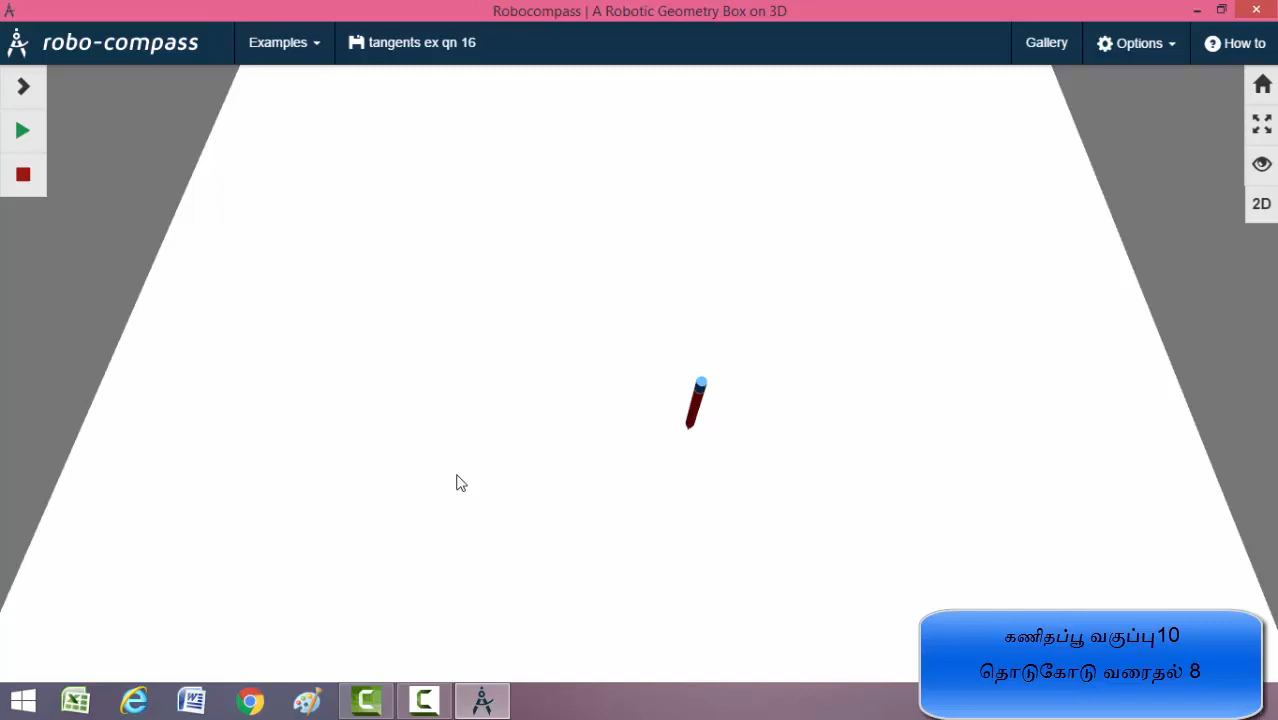 Robocompass | A Robotic Geometry Box on 3D
robo-compass
Examples
tangents ex qn 16
Gallery
Options
How to
2D
கணிதப்பூ வகுப்பு10
தொடுகோடு வரைதல் 8